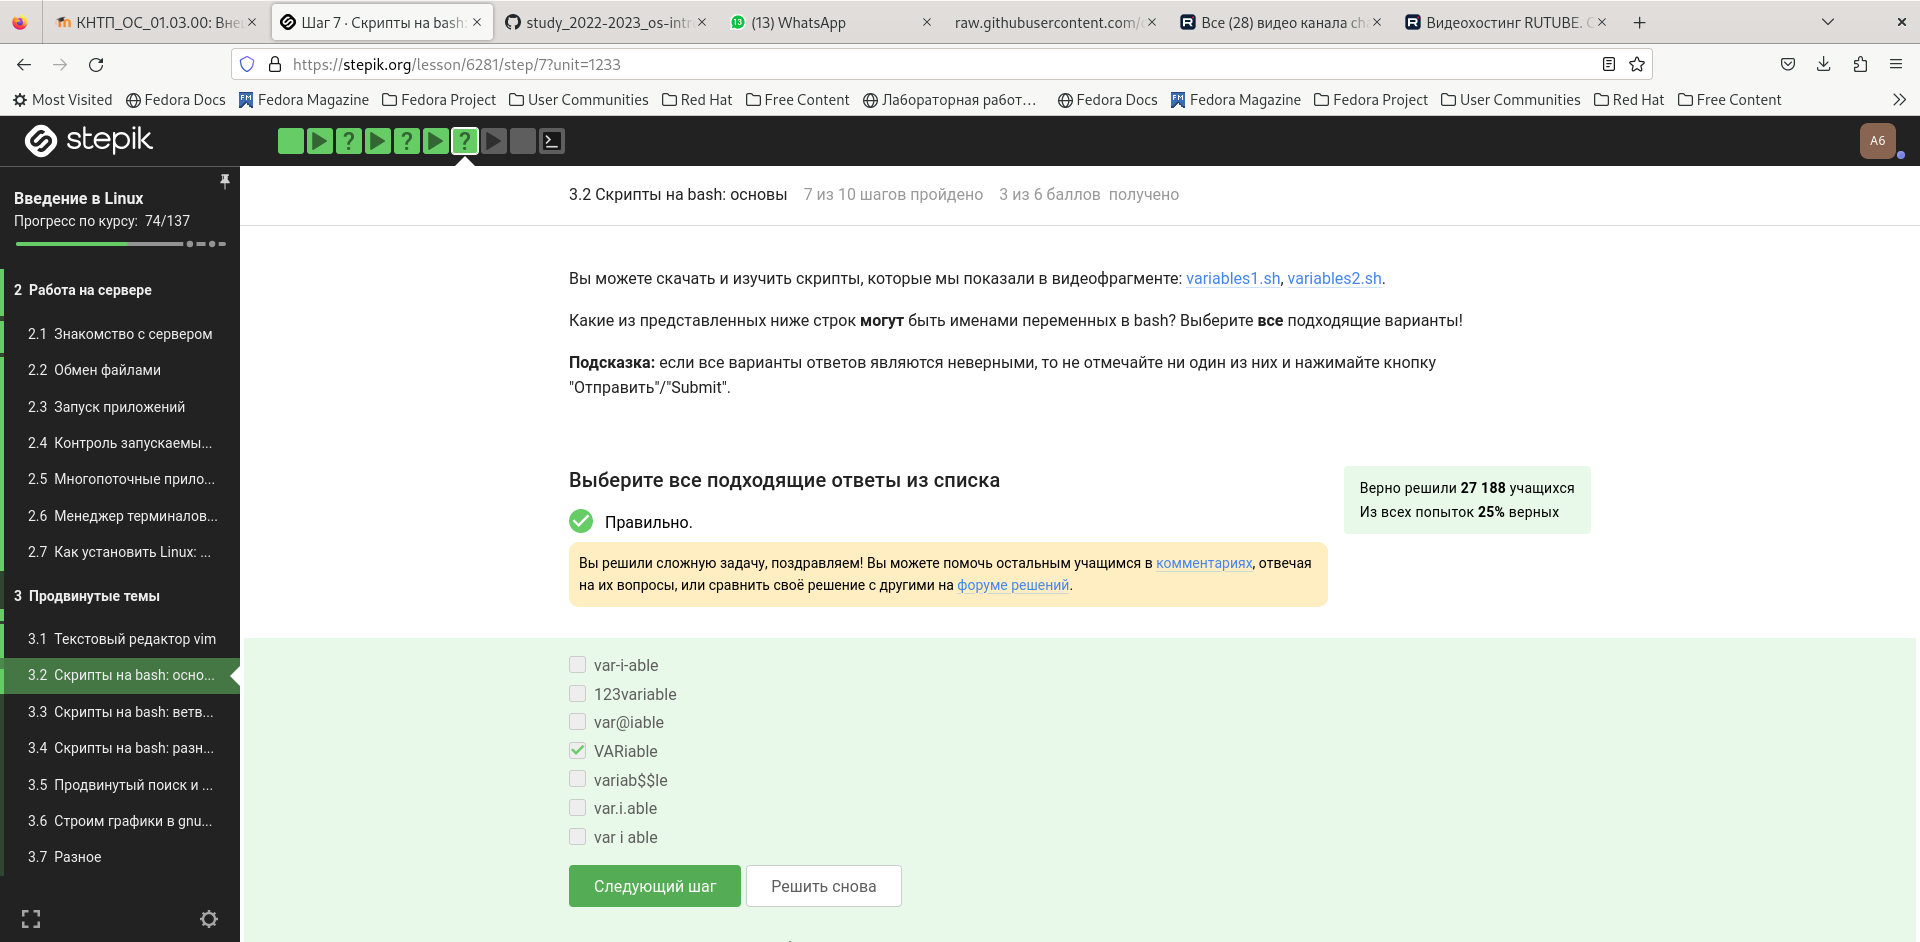 КНТП_ОС_01.03.00: Вне
Шаг 7 · Скрипты на bash:
study_2022-2023_os-intr
(13) WhatsApp
raw.githubusercontent.com/
Все (28) видео канала
Видеохостинг RUTUBE.
https://stepik.org/lesson/6281/step/7?unit=1233
Most Visited
Fedora Docs
Fedora Magazine
Fedora Project
User Communities
Red Hat
Free Content
Лабораторная работ…
Fedora Docs
Fedora Magazine
Fedora Project
User Communities
Red Hat
Free Content
stepik
A6
Введение в Linux
Прогресс по курсу: 74/137
2 Работа на сервере
2.1 Знакомство с сервером
2.2 Обмен файлами
2.3 Запуск приложений
2.4 Контроль запускаемы...
2.5 Многопоточные прило...
2.6 Менеджер терминалов...
2.7 Как установить Linux: ...
3 Продвинутые темы
3.1 Текстовый редактор vim
3.2 Скрипты на bash: осно...
3.3 Скрипты на bash: ветв...
3.4 Скрипты на bash: разн...
3.5 Продвинутый поиск и ...
3.6 Строим графики в gnu...
3.7 Разное
3.2 Скрипты на bash: основы 7 из 10 шагов пройдено 3 из 6 баллов получено
Вы можете скачать и изучить скрипты, которые мы показали в видеофрагменте: variables1.sh, variables2.sh.
Какие из представленных ниже строк могут быть именами переменных в bash? Выберите все подходящие варианты!
Подсказка: если все варианты ответов являются неверными, то не отмечайте ни один из них и нажимайте кнопку
"Отправить"/"Submit".
Выберите все подходящие ответы из списка
Правильно.
Верно решили 27 188 учащихся
Из всех попыток 25% верных
Вы решили сложную задачу, поздравляем! Вы можете помочь остальным учащимся в комментариях, отвечая
на их вопросы, или сравнить своё решение с другими на форуме решений.
var-i-able
123variable
var@iable
VARiable
variab$$le
var.i.able
var i able
Следующий шаг
Решить снова